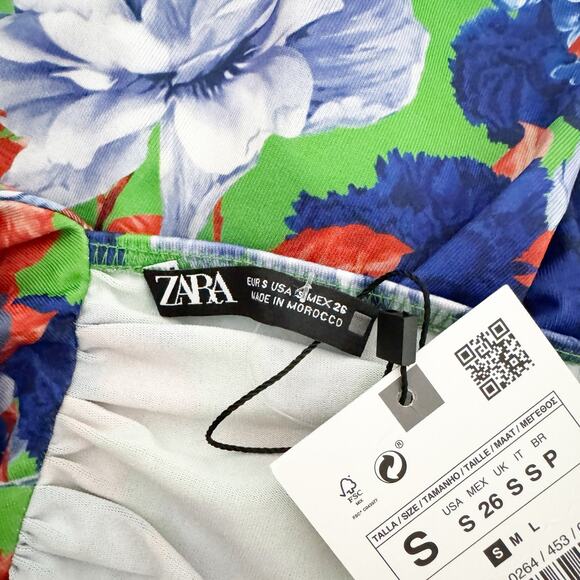 ZARA
EUR S USA S MEX 26
MADE IN MOROCCO
FSC
MIX
TALLA / SIZE / TAMANHO / TAILLE / MAAT / ΜΕΓΕΘΟΣ
USA MEX UK IT BR
S S 26 S S P
S M L
0264 / 453 /